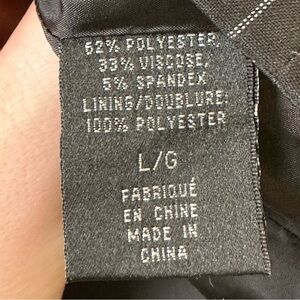 62% POLYESTER,
33% VISCOSE,
5% SPANDEX
LINING/DOUBLURE:
100% POLYESTER
L/G
FABRIQUÉ
EN CHINE
MADE IN
CHINA